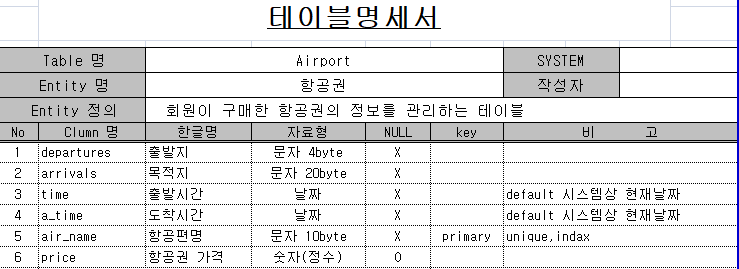 테이블명세서
Table 명 Airport SYSTEM
Entity 명 항공권 작성자
Entity 정의 회원이 구매한 항공권의 정보를 관리하는 테이블
No Clumn 명 한글명 자료형 NULL key 비 고
1 departures 출발지 문자 4byte X
2 arrivals 목적지 문자 20byte X
3 time 출발시간 날짜 X default 시스템상 현재날짜
4 a_time 도착시간 날짜 X default 시스템상 현재날짜
5 air_name 항공편명 문자 10byte X primary unique,indax
6 price 항공권 가격 숫자(정수) O